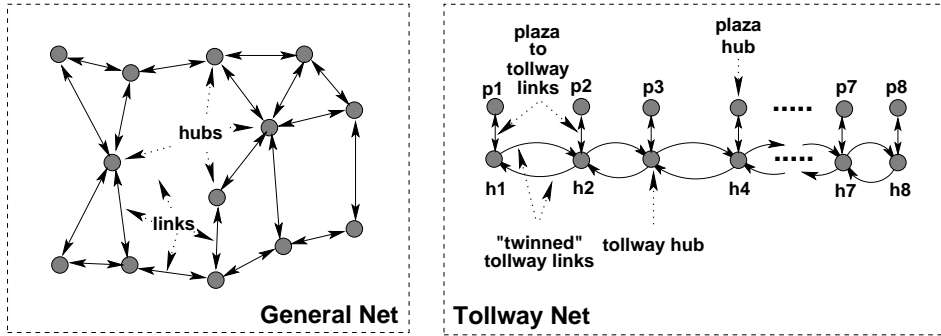 hubs
links
General Net
plaza
to
tollway
links
plaza
hub
p1 p2 p3 p7 p8
h1 h2 h3 h4 h7 h8
"twinned"
tollway links
tollway hub
Tollway Net